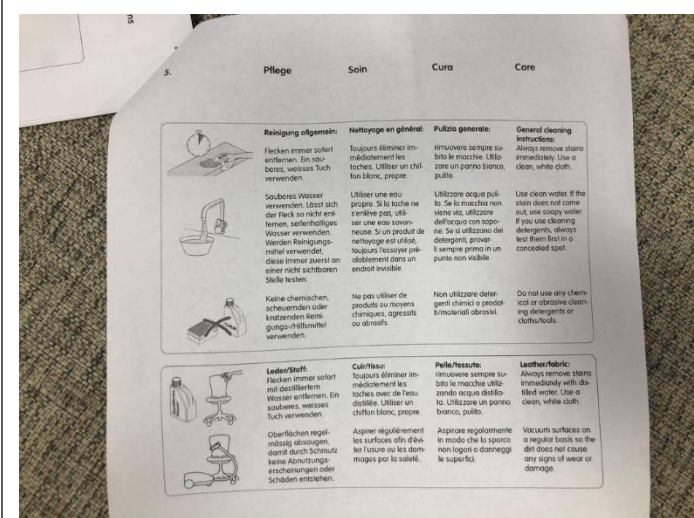 ns
5.
Pflege
Soin
Cura
Care
Reinigung allgemein:
Flecken immer sofort
entfernen. Ein sau-
beres, weisses Tuch
verwenden.
Nettoyage en général:
Toujours éliminer im-
médiatement les
taches. Utiliser un chif-
fon blanc, propre.
Pulizia generale:
rimuovere sempre su-
bito le macchie. Utiliz-
zare un panno bianco,
pulito.
General cleaning
instructions:
Always remove stains
immediately. Use a
clean, white cloth.
Sauberes Wasser
verwenden. Lässt sich
der Fleck so nicht ent-
fernen, seifenhaltiges
Wasser verwenden.
Werden Reinigungs-
mittel verwendet,
diese immer zuerst an
einer nicht sichtbaren
Stelle testen.
Utiliser une eau
propre. Si la tache ne
s'enlève pas, utili-
ser une eau savon-
neuse. Si un produit de
nettoyage est utilisé,
toujours l'essayer pré-
alablement dans un
endroit invisible.
Utilizzare acqua puli-
ta. Se la macchia non
viene via, utilizzare
dell'acqua con sapo-
ne. Se si utilizzano dei
detergenti, provar-
li sempre prima in un
punto non visibile.
Use clean water. If the
stain does not come
out, use soapy water.
If you use cleaning
detergents, always
test them first in a
concealed spot.
Keine chemischen,
scheuernden oder
kratzenden Reini-
gungs-/Hilfsmittel
verwenden.
Ne pas utiliser de
produits ou moyens
chimiques, agressifs
ou abrasifs.
Non utilizzare deter-
genti chimici o prodot-
ti/materiali abrasivi.
Do not use any chem-
ical or abrasive clean-
ing detergents or
cloths/tools.
Leder/Stoff:
Flecken immer sofort
mit destilliertem
Wasser entfernen. Ein
sauberes, weisses
Tuch verwenden.
Cuir/tissu:
Toujours éliminer im-
médiatement les
taches avec de l'eau
distillée. Utiliser un
chiffon blanc, propre.
Pelle/tessuto:
rimuovere sempre su-
bito le macchie utiliz-
zando acqua distilla-
ta. Utilizzare un panno
bianco, pulito.
Leather/fabric:
Always remove stains
immediately with dis-
tilled water. Use a
clean, white cloth.
Oberflächen regel-
mässig absaugen,
damit durch Schmutz
keine Abnutzungs-
erscheinungen oder
Schäden entstehen.
Aspirer régulièrement
les surfaces afin d'évi-
ter l'usure ou les dom-
mages par la saleté.
Aspirare regolarmente
in modo che lo sporco
non logori o danneggi
le superfici.
Vacuum surfaces on
a regular basis so the
dirt does not cause
any signs of wear or
damage.